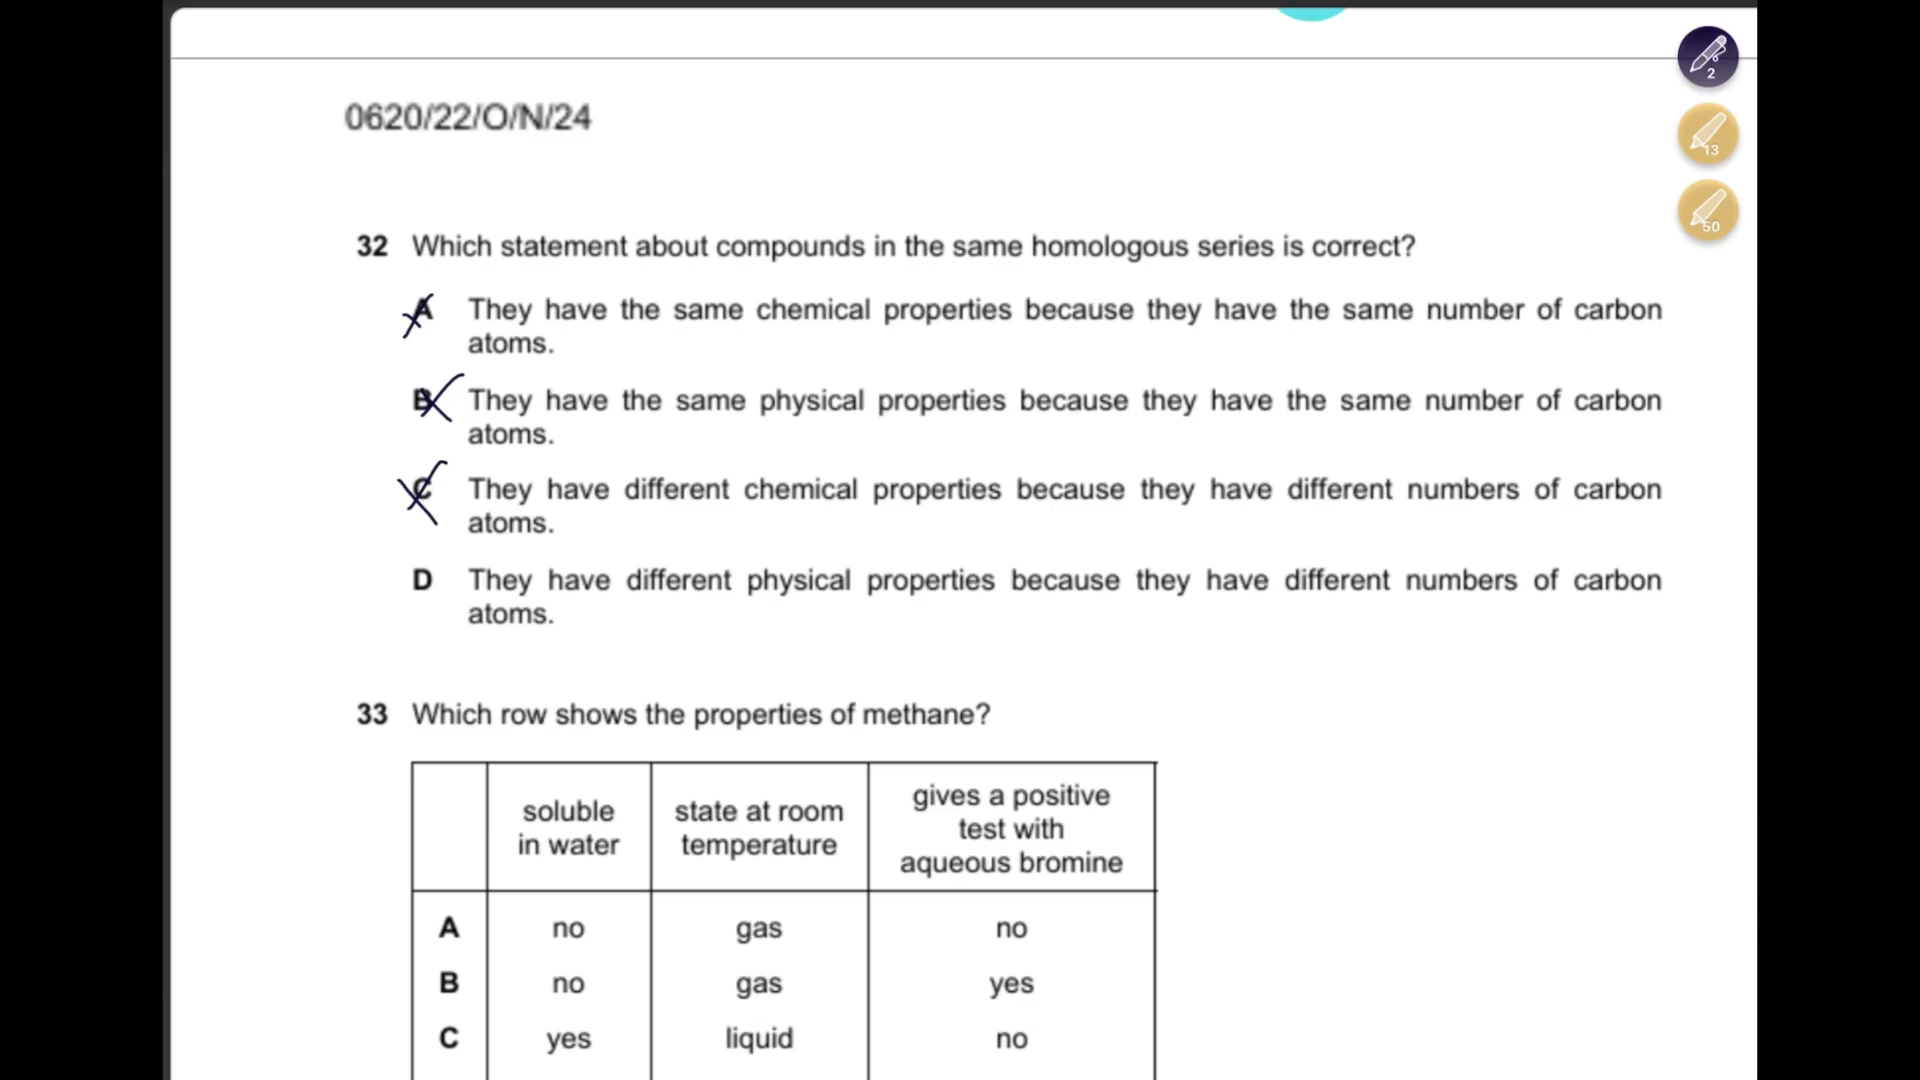 2
13
50
0620/22/O/N/24
32 Which statement about compounds in the same homologous series is correct?
A They have the same chemical properties because they have the same number of carbon
atoms.
B They have the same physical properties because they have the same number of carbon
atoms.
C They have different chemical properties because they have different numbers of carbon
atoms.
D They have different physical properties because they have different numbers of carbon
atoms.
33 Which row shows the properties of methane?
soluble
in water
state at room
temperature
gives a positive
test with
aqueous bromine
A no gas no
B no gas yes
C yes liquid no